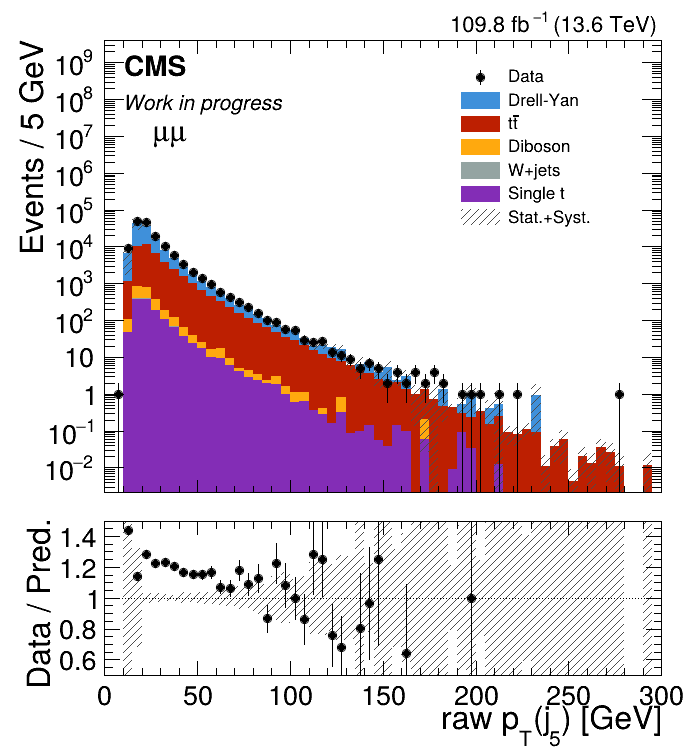 109.8 fb⁻¹ (13.6 TeV)
CMS
Work in progress
μμ
Data
Drell-Yan
tt̄
Diboson
W+jets
Single t
Stat.+Syst.
Events / 5 GeV
10⁹
10⁸
10⁷
10⁶
10⁵
10⁴
10³
10²
10
1
10⁻¹
10⁻²
Data / Pred.
1.4
1.2
1
0.8
0.6
0 50 100 150 200 250 300
raw p_T(j_5) [GeV]